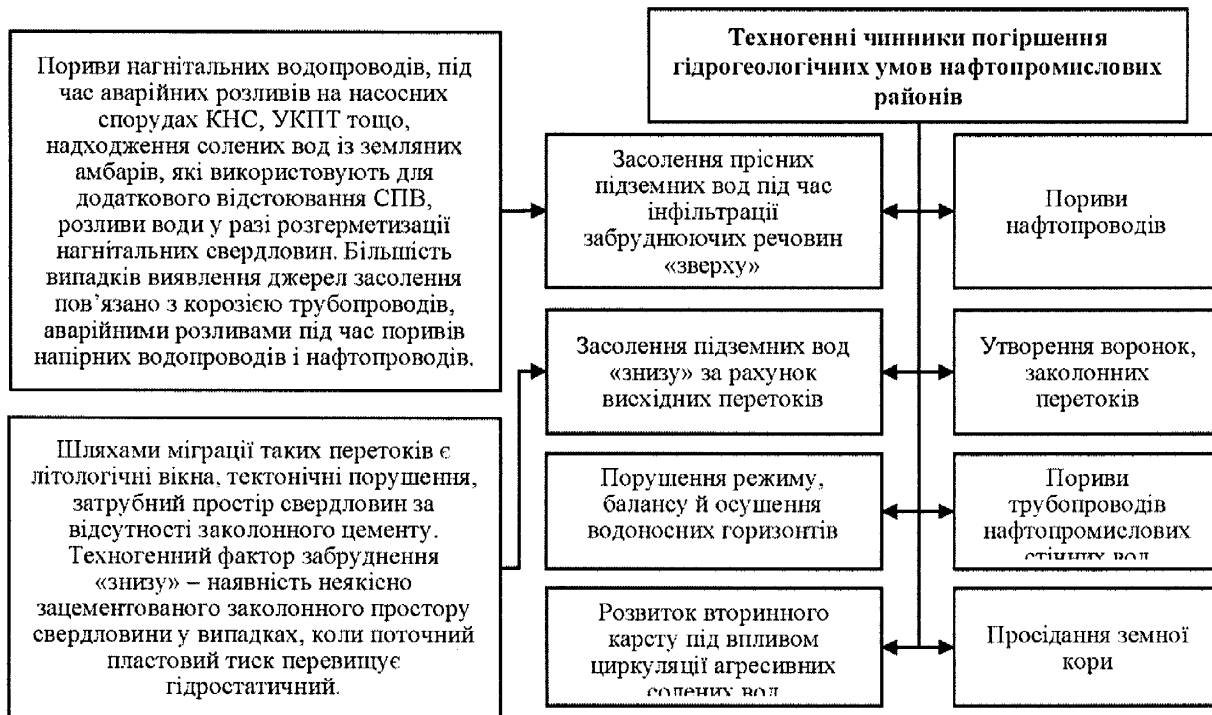 Техногенні чинники погіршення
гідрогеологічних умов нафтопромислових
районів
Пориви нагнітальних водопроводів, під
час аварійних розливів на насосних
спорудах КНС, УКПТ тощо,
надходження солених вод із земляних
амбарів, які використовують для
додаткового відстоювання СПВ,
розливи води у разі розгерметизації
нагнітальних свердловин. Більшість
випадків виявлення джерел засолення
пов’язано з корозією трубопроводів,
аварійними розливами під час поривів
напірних водопроводів і нафтопроводів.
Засолення прісних
підземних вод під час
інфільтрації
забруднюючих речовин
«зверху»
Пориви
нафтопроводів
Шляхами міграції таких перетоків є
літологічні вікна, тектонічні порушення,
затрубний простір свердловин за
відсутності заколонного цементу.
Техногенний фактор забруднення
«знизу» – наявність неякісно
зацементованого заколонного простору
свердловини у випадках, коли поточний
пластовий тиск перевищує
гідростатичний.
Засолення підземних вод
«знизу» за рахунок
висхідних перетоків
Утворення воронок,
заколонних
перетоків
Порушення режиму,
балансу й осушення
водоносних горизонтів
Пориви
трубопроводів
нафтопромислових
стічних вод
Розвиток вторинного
карсту під впливом
циркуляції агресивних
солених вод
Просідання земної
кори